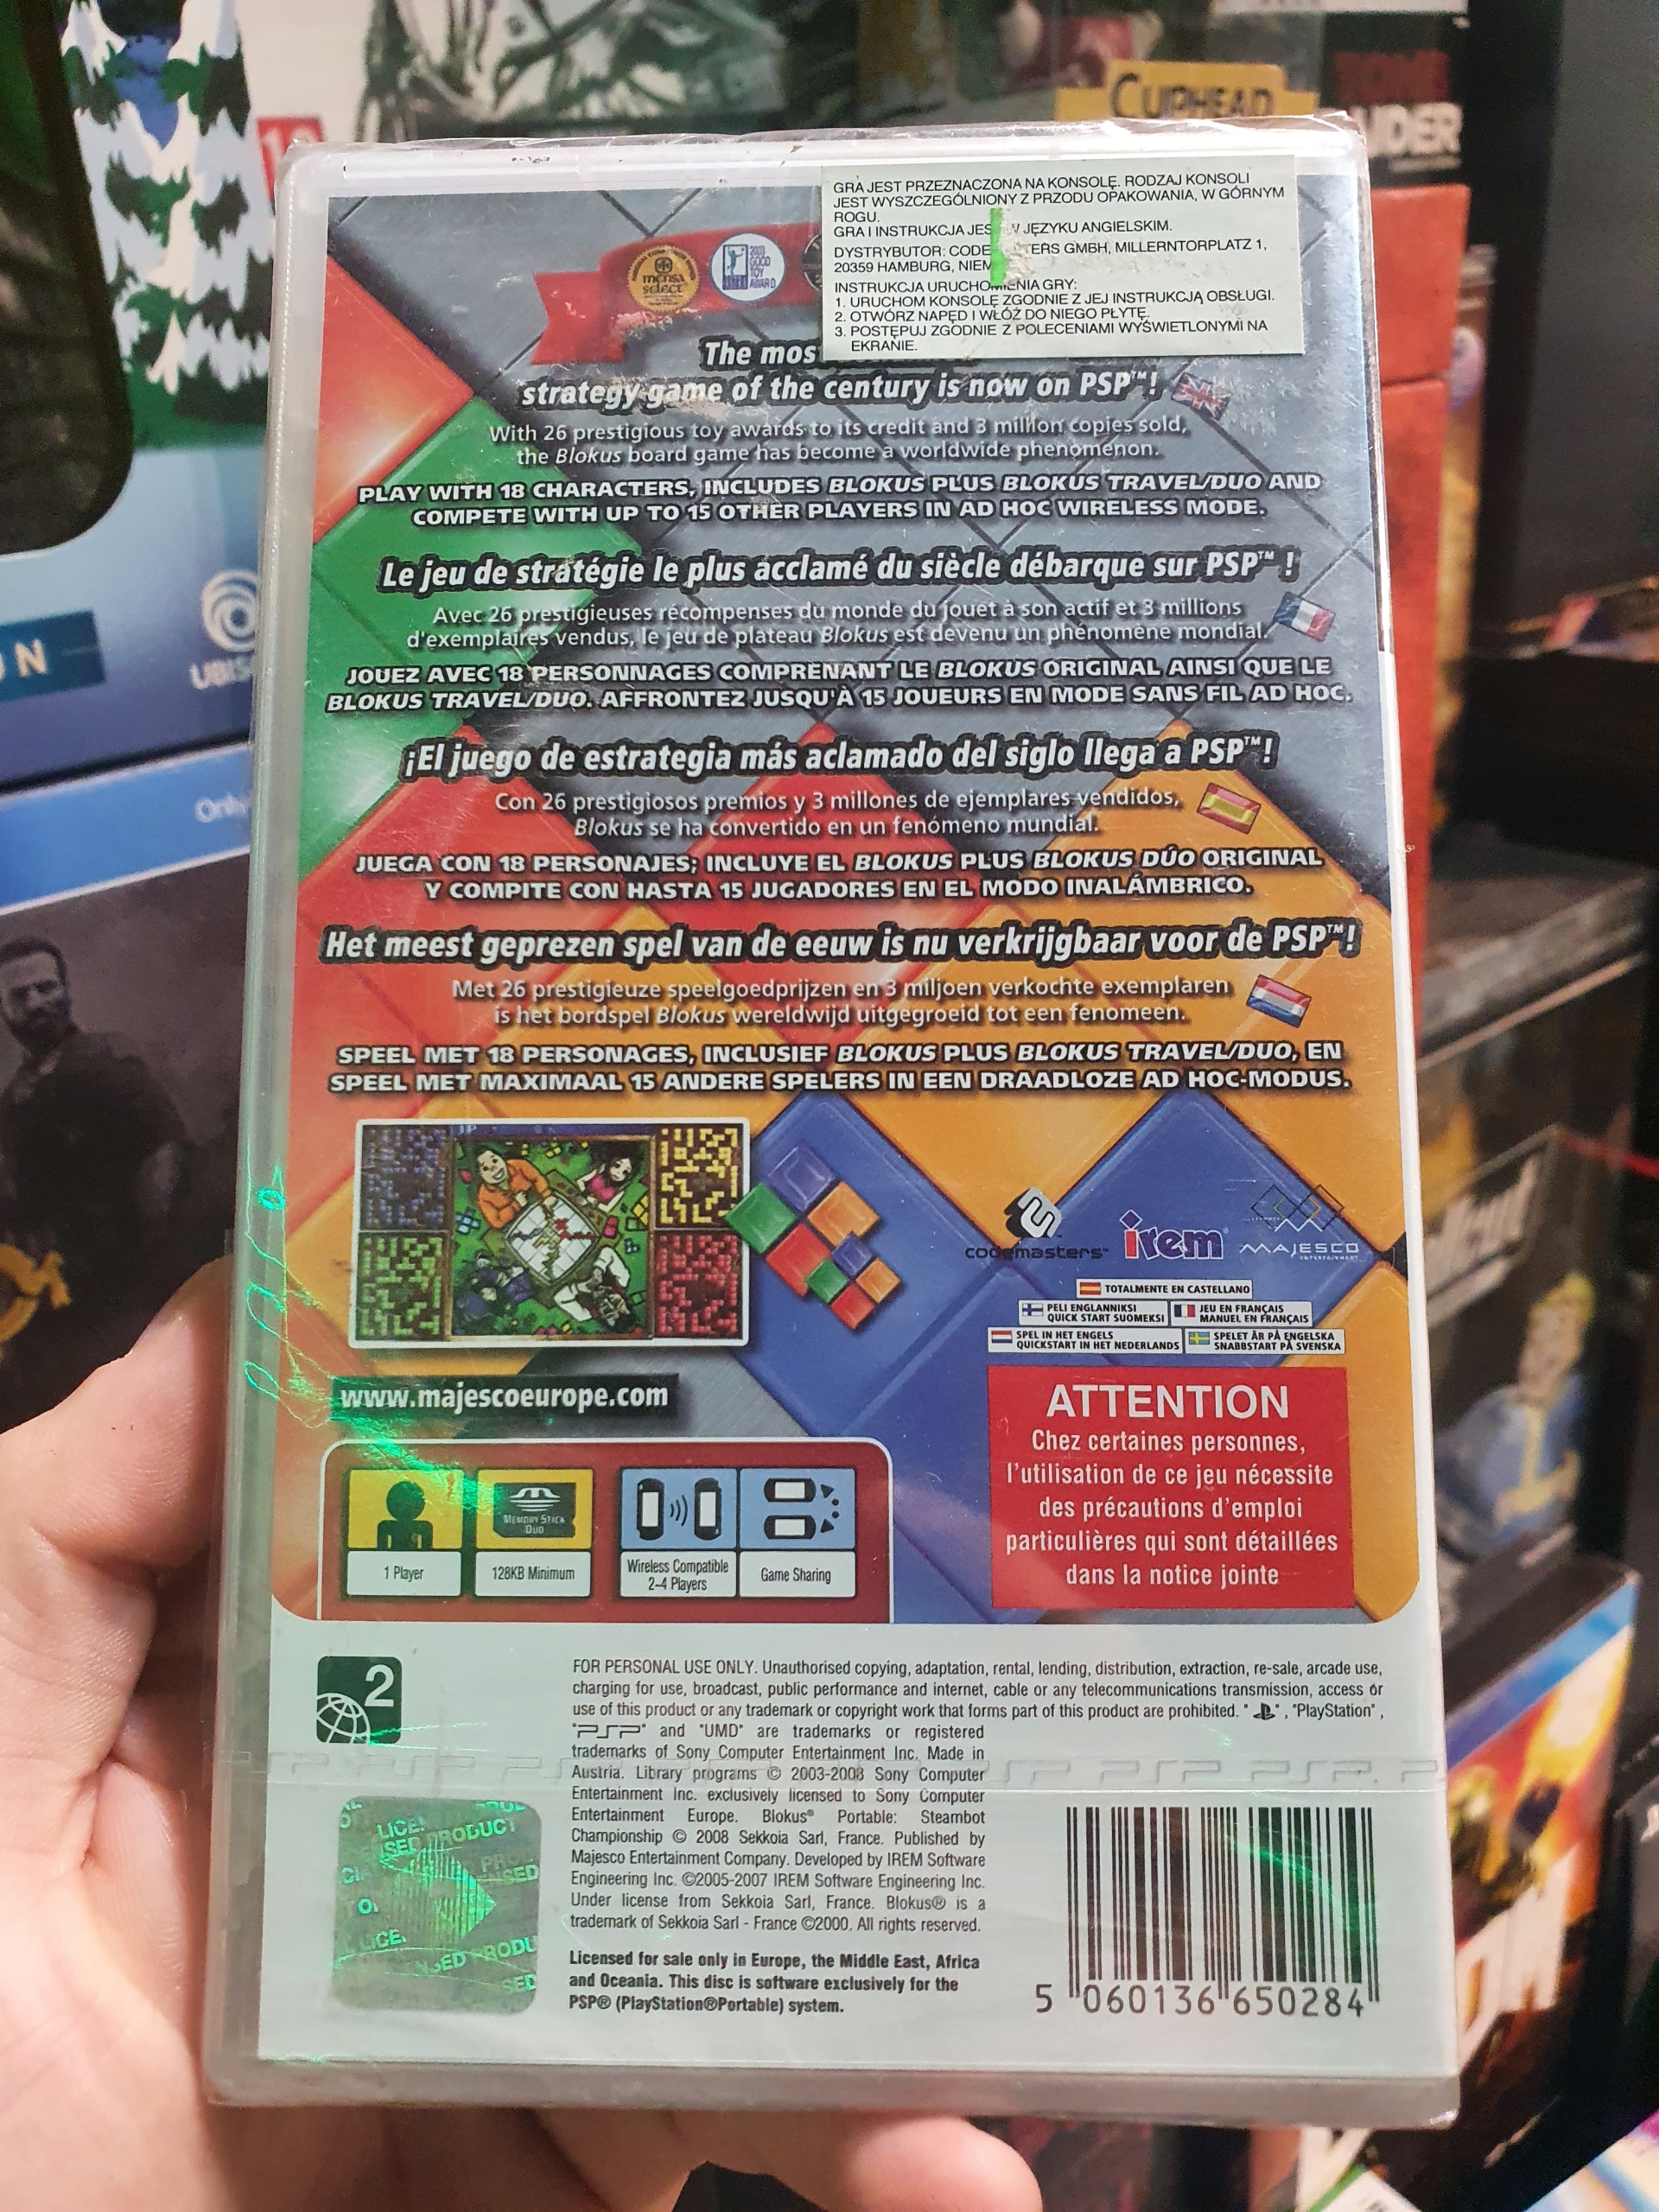 CUPHEAD
GRA JEST PRZEZNACZONA NA KONSOLĘ. RODZAJ KONSOLI
JEST WYSZCZEGÓLNIONY Z PRZODU OPAKOWANIA, W GÓRNYM
ROGU.
GRA I INSTRUKCJA JES W JĘZYKU ANGIELSKIM.
DYSTRYBUTOR: CODE TERS GMBH, MILLERNTORPLATZ 1,
20359 HAMBURG, NIEM
INSTRUKCJA URUCHOMIENIA GRY:
1. URUCHOM KONSOLĘ ZGODNIE Z JEJ INSTRUKCJĄ OBSŁUGI.
2. OTWÓRZ NAPĘD I WŁÓŻ DO NIEGO PŁYTĘ.
3. POSTĘPUJ ZGODNIE Z POLECENIAMI WYŚWIETLONYMI NA
EKRANIE.
mensa
select
2003
GOOD
TOY
AWARD
The mos
strategy game of the century is now on PSP™!
With 26 prestigious toy awards to its credit and 3 million copies sold,
the Blokus board game has become a worldwide phenomenon.
PLAY WITH 18 CHARACTERS, INCLUDES BLOKUS PLUS BLOKUS TRAVEL/DUO AND
COMPETE WITH UP TO 15 OTHER PLAYERS IN AD HOC WIRELESS MODE.
Le jeu de stratégie le plus acclamé du siècle débarque sur PSP™ !
Avec 26 prestigieuses récompenses du monde du jouet à son actif et 3 millions
d'exemplaires vendus, le jeu de plateau Blokus est devenu un phénomène mondial.
JOUEZ AVEC 18 PERSONNAGES COMPRENANT LE BLOKUS ORIGINAL AINSI QUE LE
BLOKUS TRAVEL/DUO. AFFRONTEZ JUSQU'À 15 JOUEURS EN MODE SANS FIL AD HOC.
¡El juego de estrategia más aclamado del siglo llega a PSP™!
Con 26 prestigiosos premios y 3 millones de ejemplares vendidos,
Blokus se ha convertido en un fenómeno mundial.
JUEGA CON 18 PERSONAJES; INCLUYE EL BLOKUS PLUS BLOKUS DÚO ORIGINAL
Y COMPITE CON HASTA 15 JUGADORES EN EL MODO INALÁMBRICO.
Het meest geprezen spel van de eeuw is nu verkrijgbaar voor de PSP™!
Met 26 prestigieuze speelgoedprijzen en 3 miljoen verkochte exemplaren
is het bordspel Blokus wereldwijd uitgegroeid tot een fenomeen.
SPEEL MET 18 PERSONAGES, INCLUSIEF BLOKUS PLUS BLOKUS TRAVEL/DUO, EN
SPEEL MET MAXIMAAL 15 ANDERE SPELERS IN EEN DRAADLOZE AD HOC-MODUS.
codemasters™
irem
MAJESCO
ENTERTAINMENT
TOTALMENTE EN CASTELLANO
PELI ENGLANNIKSI
QUICK START SUOMEKSI
JEU EN FRANÇAIS
MANUEL EN FRANÇAIS
SPEL IN HET ENGELS
QUICKSTART IN HET NEDERLANDS
SPELET ÄR PÅ ENGELSKA
SNABBSTART PÅ SVENSKA
www.majescoeurope.com
ATTENTION
Chez certaines personnes,
l'utilisation de ce jeu nécessite
des précautions d'emploi
particulières qui sont détaillées
dans la notice jointe
MEMORY STICK
DUO
1 Player
128KB Minimum
Wireless Compatible
2-4 Players
Game Sharing
2
FOR PERSONAL USE ONLY. Unauthorised copying, adaptation, rental, lending, distribution, extraction, re-sale, arcade use,
charging for use, broadcast, public performance and internet, cable or any telecommunications transmission, access or
use of this product or any trademark or copyright work that forms part of this product are prohibited. " ", "PlayStation",
"PSP" and "UMD" are trademarks or registered
trademarks of Sony Computer Entertainment Inc. Made in
Austria. Library programs © 2003-2008 Sony Computer
Entertainment Inc. exclusively licensed to Sony Computer
Entertainment Europe. Blokus® Portable: Steambot
Championship © 2008 Sekkoia Sarl, France. Published by
Majesco Entertainment Company. Developed by IREM Software
Engineering Inc. ©2005-2007 IREM Software Engineering Inc.
Under license from Sekkoia Sarl, France. Blokus® is a
trademark of Sekkoia Sarl - France ©2000. All rights reserved.
Licensed for sale only in Europe, the Middle East, Africa
and Oceania. This disc is software exclusively for the
PSP® (PlayStation®Portable) system.
5 060136 650284